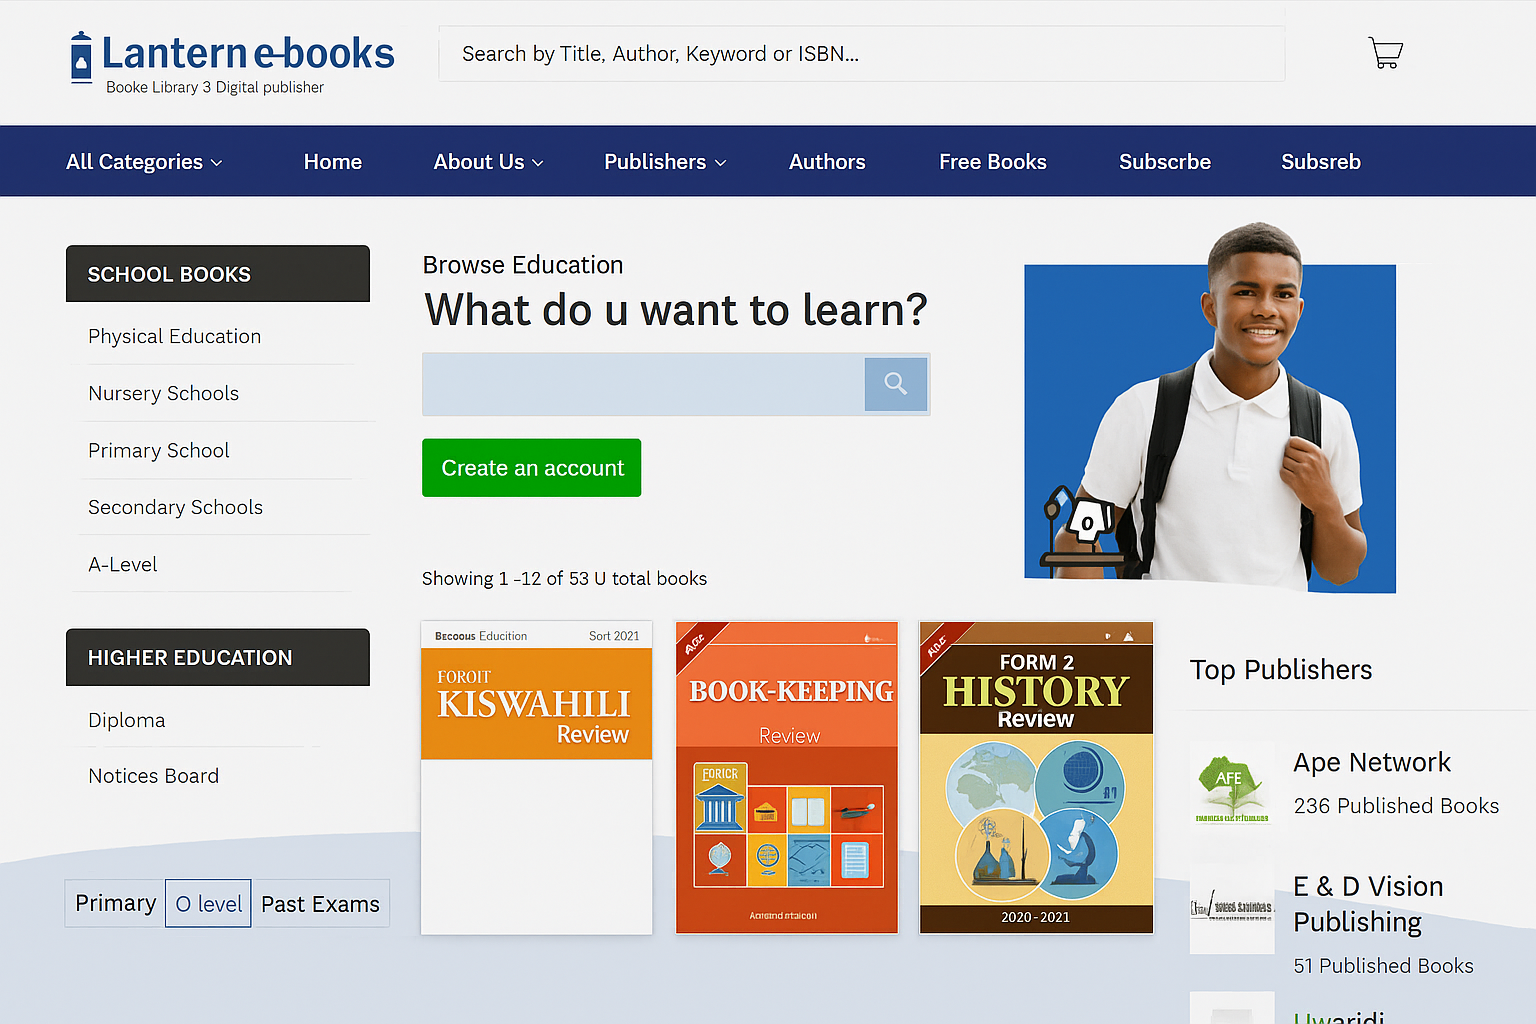 Lantern e-books
Booke Library 3 Digital publisher
Search by Title, Author, Keyword or ISBN...
All Categories
Home
About Us
Publishers
Authors
Free Books
Subscrbe
Subsreb
SCHOOL BOOKS
Physical Education
Nursery Schools
Primary School
Secondary Schools
A-Level
HIGHER EDUCATION
Diploma
Notices Board
Primary
O level
Past Exams
Browse Education
What do u want to learn?
Create an account
O
Showing 1 -12 of 53 U total books
Becoous Educition
Sort 2021
FOROIT
KISWAHILI
Review
BOOK-KEEPING
Review
FORICR
FORM 2
HISTORY
Review
2020-2021
Top Publishers
AFE
Ape Network
236 Published Books
E & D Vision
Publishing
51 Published Books
Uwaridi